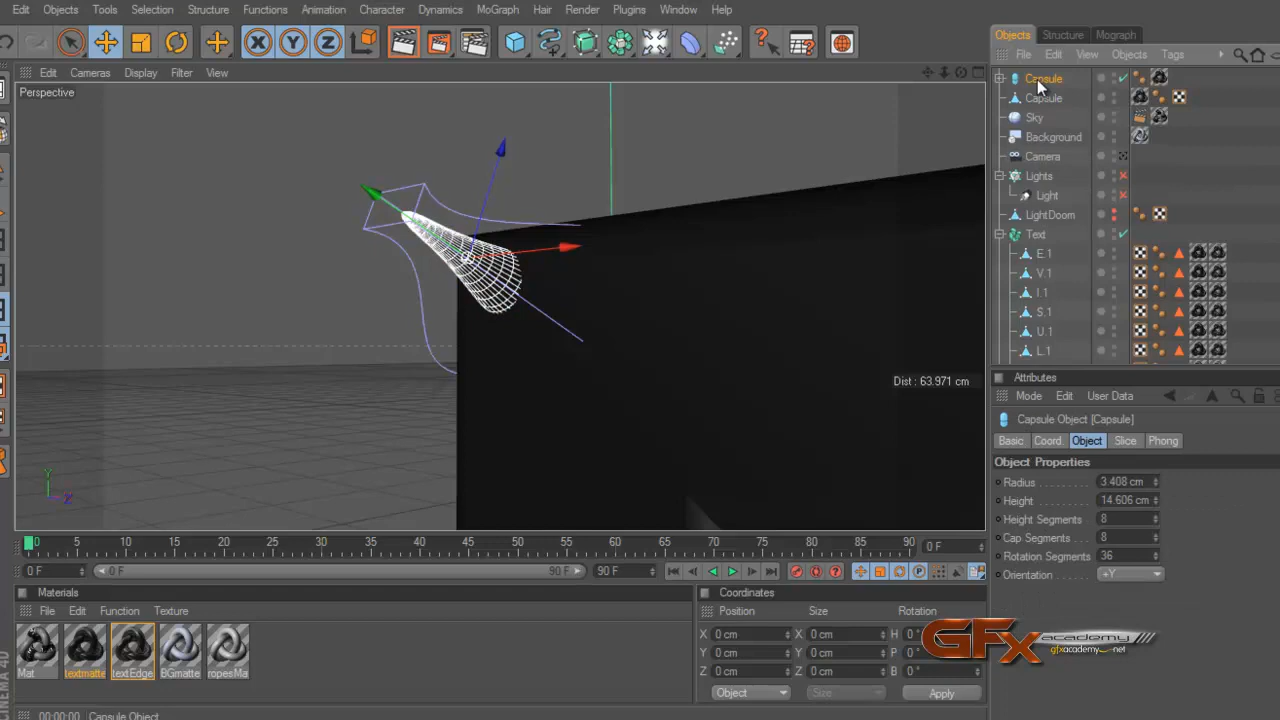 Edit Objects Tools Selection Structure Functions Animation Character Dynamics MoGraph Hair Render Plugins Window Help
Edit Cameras Display Filter View
Perspective
Dist : 63.971 cm
Y
X
0 5 10 15 20 25 30 35 40 45 50 55 60 65 70 75 80 85 90 0 F
0 F 0 F 90 F 90 F
Materials
File Edit Function Texture
Mat textmatte textEdge BGmatte ropesMa
CINEMA 4D
00:00:00 Capsule Object
Coordinates
Position Size Rotation
X 0 cm X 0 cm H 0 °
Y 0 cm Y 0 cm P 0 °
Z 0 cm Z 0 cm B 0 °
Object Size Apply
Objects Structure Mograph
File Edit View Objects Tags
Capsule
Capsule
Sky
Background
Camera
Lights
Light
LightDoom
Text
E.1
V.1
I.1
S.1
U.1
L.1
Attributes
Mode Edit User Data
Capsule Object [Capsule]
Basic Coord. Object Slice Phong
Object Properties
Radius 3.408 cm
Height 14.606 cm
Height Segments 8
Cap Segments 8
Rotation Segments 36
Orientation +Y
GFx academy
gfxacademy.net